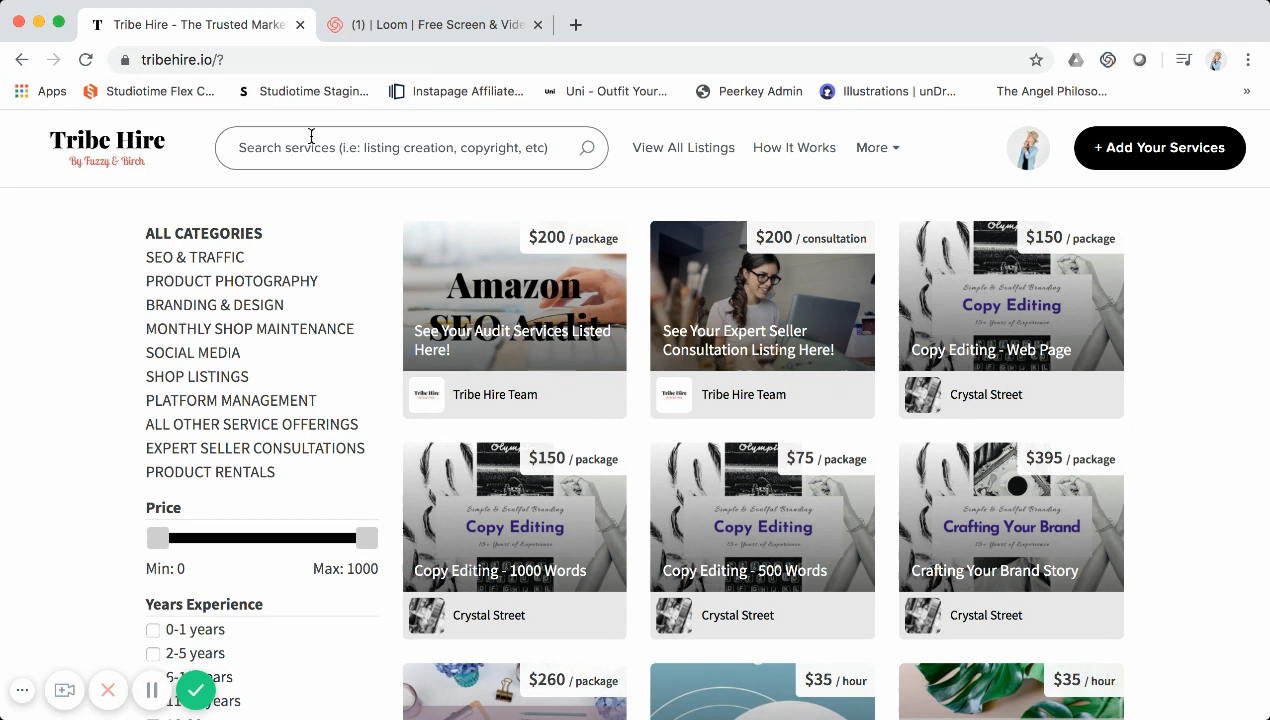 Tribe Hire - The Trusted Marke
(1) | Loom | Free Screen & Vide
tribehire.io/?
Apps
Studiotime Flex C...
S Studiotime Stagin...
Instapage Affiliate...
Uni Uni - Outfit Your...
Peerkey Admin
Illustrations | unDr...
The Angel Philoso...
»
Tribe Hire
By Fuzzy & Birch
Search services (i.e: listing creation, copyright, etc)
View All Listings
How It Works
More
+ Add Your Services
ALL CATEGORIES
SEO & TRAFFIC
PRODUCT PHOTOGRAPHY
BRANDING & DESIGN
MONTHLY SHOP MAINTENANCE
SOCIAL MEDIA
SHOP LISTINGS
PLATFORM MANAGEMENT
ALL OTHER SERVICE OFFERINGS
EXPERT SELLER CONSULTATIONS
PRODUCT RENTALS
Price
Min: 0
Max: 1000
Years Experience
0-1 years
2-5 years
$200 / package
Amazon
SEO Audit
See Your Audit Services Listed
Here!
Tribe Hire Team
$200 / consultation
See Your Expert Seller
Consultation Listing Here!
Tribe Hire Team
$150 / package
Simple & Soulful Branding
Copy Editing
15+ Years of Experience
Copy Editing - Web Page
Crystal Street
$150 / package
Simple & Soulful Branding
Copy Editing
15+ Years of Experience
Copy Editing - 1000 Words
Crystal Street
$75 / package
Simple & Soulful Branding
Copy Editing
15+ Years of Experience
Copy Editing - 500 Words
Crystal Street
$395 / package
Simple & Soulful Branding
Crafting Your Brand
15+ Years of Experience
Crafting Your Brand Story
Crystal Street
$260 / package
$35 / hour
$35 / hour